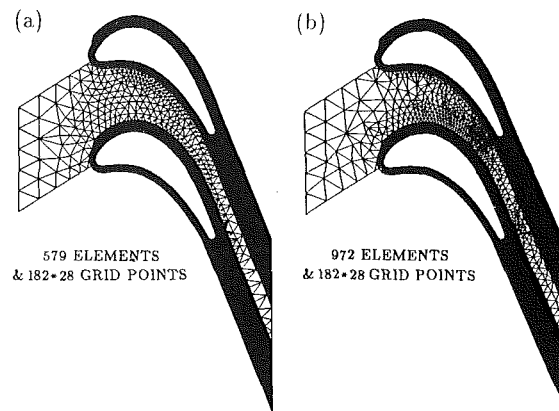 (a)
(b)
579 ELEMENTS
& 182*28 GRID POINTS
972 ELEMENTS
& 182*28 GRID POINTS